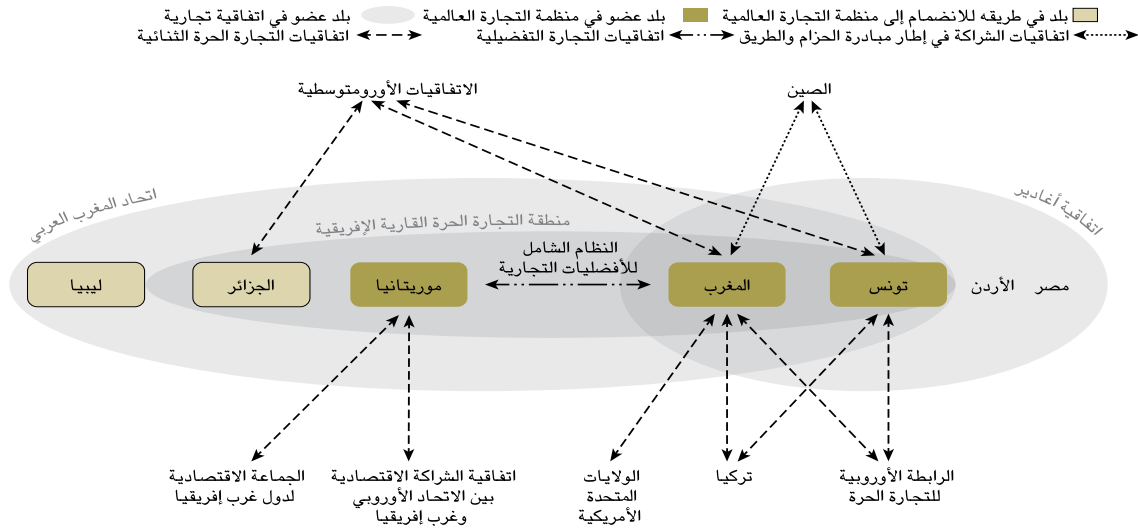 بلد في طريقه للانضمام إلى منظمة التجارة العالمية
بلد عضو في منظمة التجارة العالمية
بلد عضو في اتفاقية تجارية
اتفاقيات الشراكة في إطار مبادرة الحزام والطريق
اتفاقيات التجارة التفضيلية
اتفاقيات التجارة الحرة الثنائية
الصين
الاتفاقيات الأورومتوسطية
اتفاقية أغادير
اتحاد المغرب العربي
منطقة التجارة الحرة القارية الإفريقية
النظام الشامل
للأفضليات التجارية
مصر
الأردن
تونس
المغرب
موريتانيا
الجزائر
ليبيا
الرابطة الأوروبية
للتجارة الحرة
تركيا
الولايات
المتحدة
الأمريكية
اتفاقية الشراكة الاقتصادية
بين الاتحاد الأوروبي
وغرب إفريقيا
الجماعة الاقتصادية
لدول غرب إفريقيا